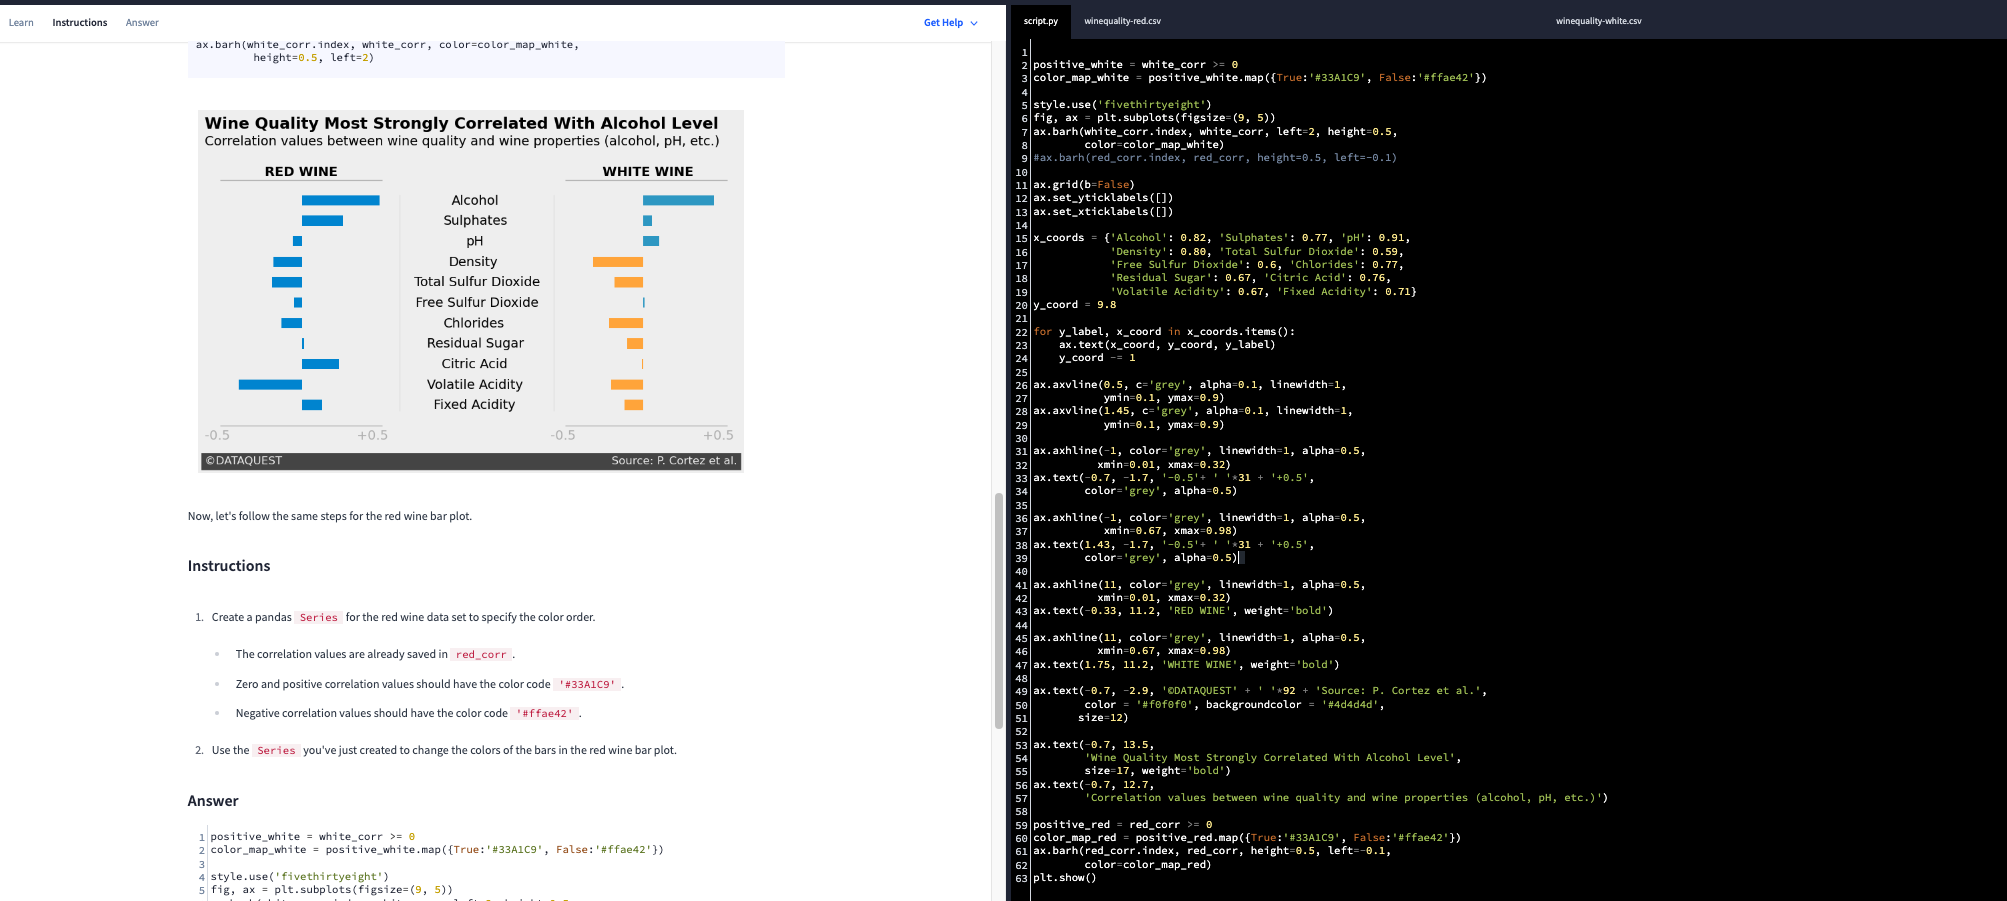 Learn Instructions Answer Get Help
ax.barh(white_corr.index, white_corr, color=color_map_white,
height=0.5, left=2)
Wine Quality Most Strongly Correlated With Alcohol Level
Correlation values between wine quality and wine properties (alcohol, pH, etc.)
RED WINE WHITE WINE
Alcohol
Sulphates
pH
Density
Total Sulfur Dioxide
Free Sulfur Dioxide
Chlorides
Residual Sugar
Citric Acid
Volatile Acidity
Fixed Acidity
-0.5 +0.5 -0.5 +0.5
©DATAQUEST Source: P. Cortez et al.
Now, let's follow the same steps for the red wine bar plot.
Instructions
1. Create a pandas Series for the red wine data set to specify the color order.
The correlation values are already saved in red_corr .
Zero and positive correlation values should have the color code '#33A1C9' .
Negative correlation values should have the color code '#ffae42' .
2. Use the Series you've just created to change the colors of the bars in the red wine bar plot.
Answer
1 positive_white = white_corr >= 0
2 color_map_white = positive_white.map({True:'#33A1C9', False:'#ffae42'})
3
4 style.use('fivethirtyeight')
5 fig, ax = plt.subplots(figsize=(9, 5))
script.py winequality-red.csv winequality-white.csv
1
2 positive_white = white_corr >= 0
3 color_map_white = positive_white.map({True:'#33A1C9', False:'#ffae42'})
4
5 style.use('fivethirtyeight')
6 fig, ax = plt.subplots(figsize=(9, 5))
7 ax.barh(white_corr.index, white_corr, left=2, height=0.5,
8 color=color_map_white)
9 #ax.barh(red_corr.index, red_corr, height=0.5, left=-0.1)
10
11 ax.grid(b=False)
12 ax.set_yticklabels([])
13 ax.set_xticklabels([])
14
15 x_coords = {'Alcohol': 0.82, 'Sulphates': 0.77, 'pH': 0.91,
16 'Density': 0.80, 'Total Sulfur Dioxide': 0.59,
17 'Free Sulfur Dioxide': 0.6, 'Chlorides': 0.77,
18 'Residual Sugar': 0.67, 'Citric Acid': 0.76,
19 'Volatile Acidity': 0.67, 'Fixed Acidity': 0.71}
20 y_coord = 9.8
21
22 for y_label, x_coord in x_coords.items():
23 ax.text(x_coord, y_coord, y_label)
24 y_coord -= 1
25
26 ax.axvline(0.5, c='grey', alpha=0.1, linewidth=1,
27 ymin=0.1, ymax=0.9)
28 ax.axvline(1.45, c='grey', alpha=0.1, linewidth=1,
29 ymin=0.1, ymax=0.9)
30
31 ax.axhline(-1, color='grey', linewidth=1, alpha=0.5,
32 xmin=0.01, xmax=0.32)
33 ax.text(-0.7, -1.7, '-0.5'+ ' '*31 + '+0.5',
34 color='grey', alpha=0.5)
35
36 ax.axhline(-1, color='grey', linewidth=1, alpha=0.5,
37 xmin=0.67, xmax=0.98)
38 ax.text(1.43, -1.7, '-0.5'+ ' '*31 + '+0.5',
39 color='grey', alpha=0.5)
40
41 ax.axhline(11, color='grey', linewidth=1, alpha=0.5,
42 xmin=0.01, xmax=0.32)
43 ax.text(-0.33, 11.2, 'RED WINE', weight='bold')
44
45 ax.axhline(11, color='grey', linewidth=1, alpha=0.5,
46 xmin=0.67, xmax=0.98)
47 ax.text(1.75, 11.2, 'WHITE WINE', weight='bold')
48
49 ax.text(-0.7, -2.9, '©DATAQUEST' + ' '*92 + 'Source: P. Cortez et al.',
50 color = '#f0f0f0', backgroundcolor = '#4d4d4d',
51 size=12)
52
53 ax.text(-0.7, 13.5,
54 'Wine Quality Most Strongly Correlated With Alcohol Level',
55 size=17, weight='bold')
56 ax.text(-0.7, 12.7,
57 'Correlation values between wine quality and wine properties (alcohol, pH, etc.)')
58
59 positive_red = red_corr >= 0
60 color_map_red = positive_red.map({True:'#33A1C9', False:'#ffae42'})
61 ax.barh(red_corr.index, red_corr, height=0.5, left=-0.1,
62 color=color_map_red)
63 plt.show()